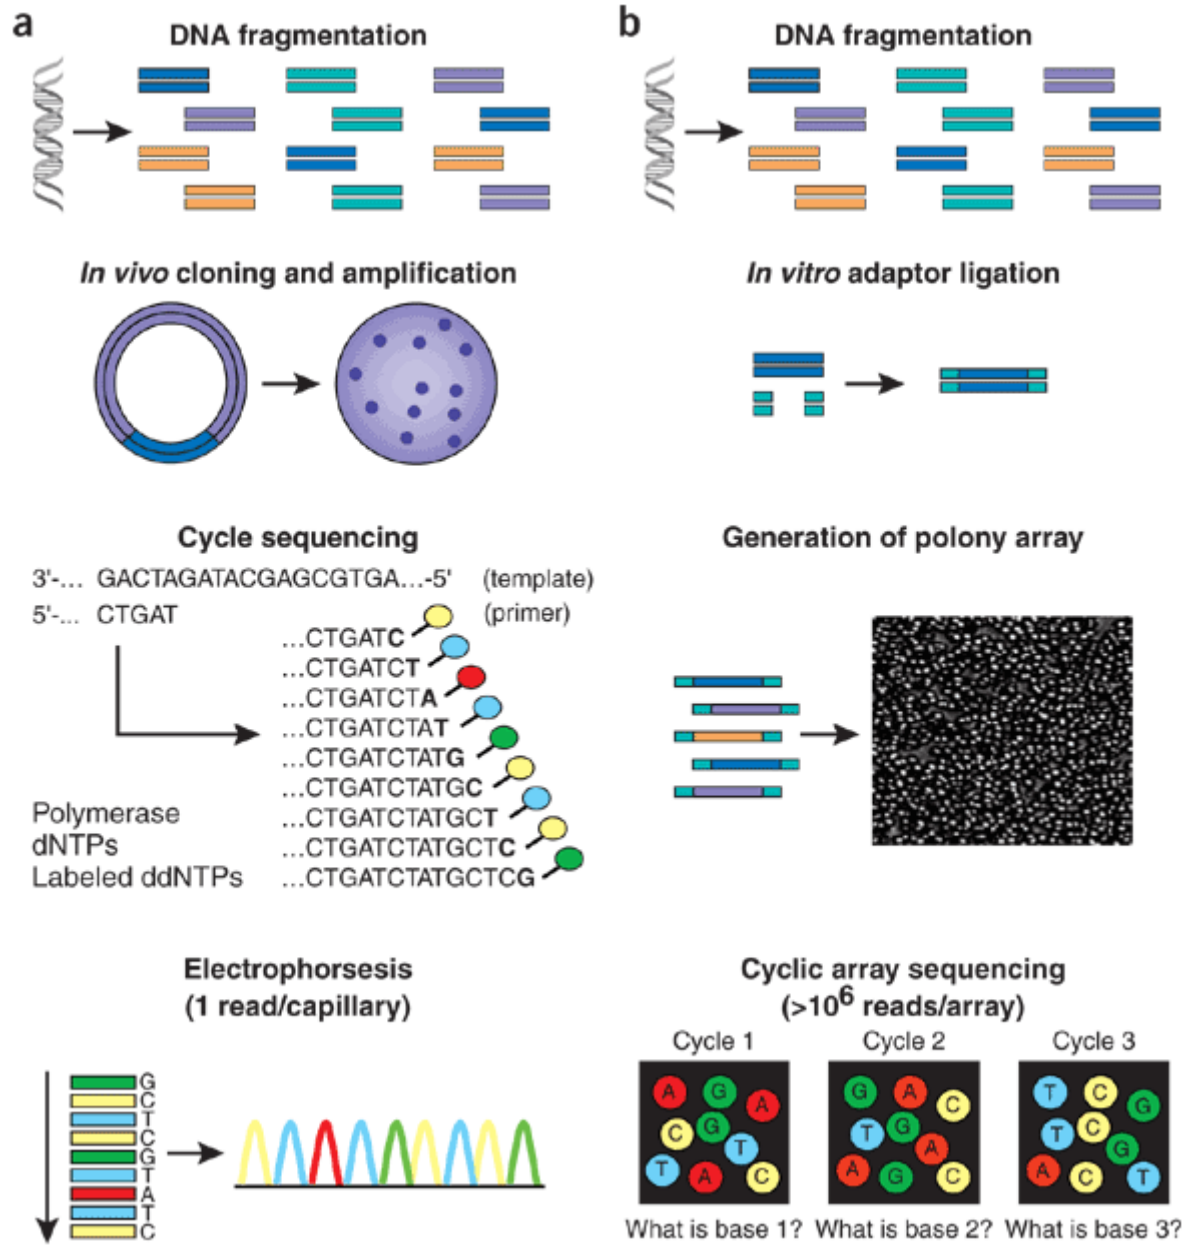 a
DNA fragmentation
In vivo cloning and amplification
Cycle sequencing
3'-... GACTAGATACGAGCGTGA...-5' (template)
5'-... CTGAT (primer)
...CTGATC
...CTGATCT
...CTGATCTA
...CTGATCTAT
...CTGATCTATG
...CTGATCTATGC
...CTGATCTATGCT
...CTGATCTATGCTC
...CTGATCTATGCTCG
Polymerase
dNTPs
Labeled ddNTPs
Electrophorsesis
(1 read/capillary)
G
C
T
C
G
T
A
T
C
b
DNA fragmentation
In vitro adaptor ligation
Generation of polony array
Cyclic array sequencing
(>10⁶ reads/array)
Cycle 1
A G A
C G T
T A C
What is base 1?
Cycle 2
G A C
T G A
A G C
What is base 2?
Cycle 3
T C G
T C G
A C T
What is base 3?